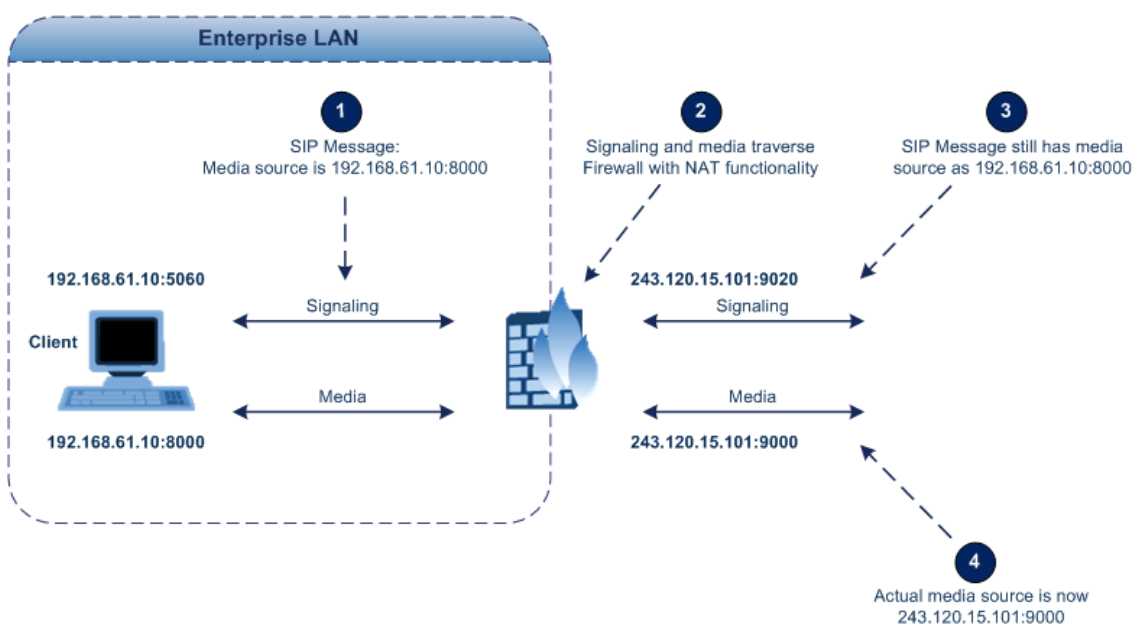 Enterprise LAN
1
SIP Message:
Media source is 192.168.61.10:8000
2
Signaling and media traverse
Firewall with NAT functionality
3
SIP Message still has media
source as 192.168.61.10:8000
192.168.61.10:5060
Signaling
243.120.15.101:9020
Signaling
Client
Media
Media
192.168.61.10:8000
243.120.15.101:9000
4
Actual media source is now
243.120.15.101:9000